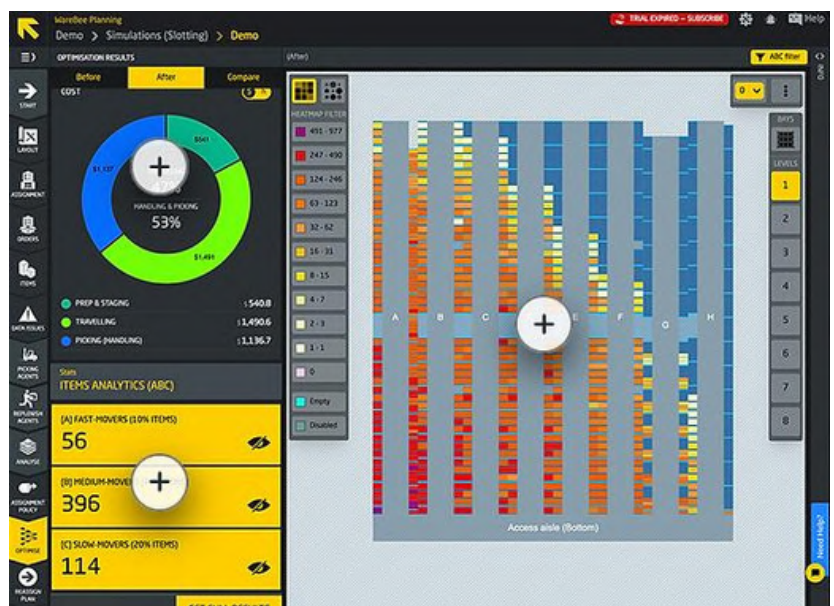 WareBee Planning
Demo > Simulations (Slotting) > Demo
TRIAL EXPIRED – SUBSCRIBE
Help
OPTIMISATION RESULTS
(After)
ABC filter
Before
After
Compare
COST
START
LAYOUT
ASSIGNMENT
ORDERS
ITEMS
DATA ISSUES
PICKING AGENTS
REPLENISH AGENTS
ANALYSE
ASSIGNMENT POLICY
OPTIMISE
REASSIGN PLAN
$541
$1,137
$1,491
HANDLING & PICKING
53%
PREP & STAGING
540.8
TRAVELLING
1,490.6
PICKING (HANDLING)
1,136.7
Stats
ITEMS ANALYTICS (ABC)
[A] FAST-MOVERS (10% ITEMS)
56
[B] MEDIUM-MOVE
396
[C] SLOW-MOVERS (20% ITEMS)
114
HEATMAP FILTER
491 - 977
247 - 490
124 - 246
63 - 123
32 - 62
16 - 31
8 - 15
4 - 7
2 - 3
1 - 1
0
Empty
Disabled
A
B
C
E
F
G
H
Access aisle (Bottom)
0
BAYS
LEVELS
1
2
3
4
5
6
7
8
Need Help?